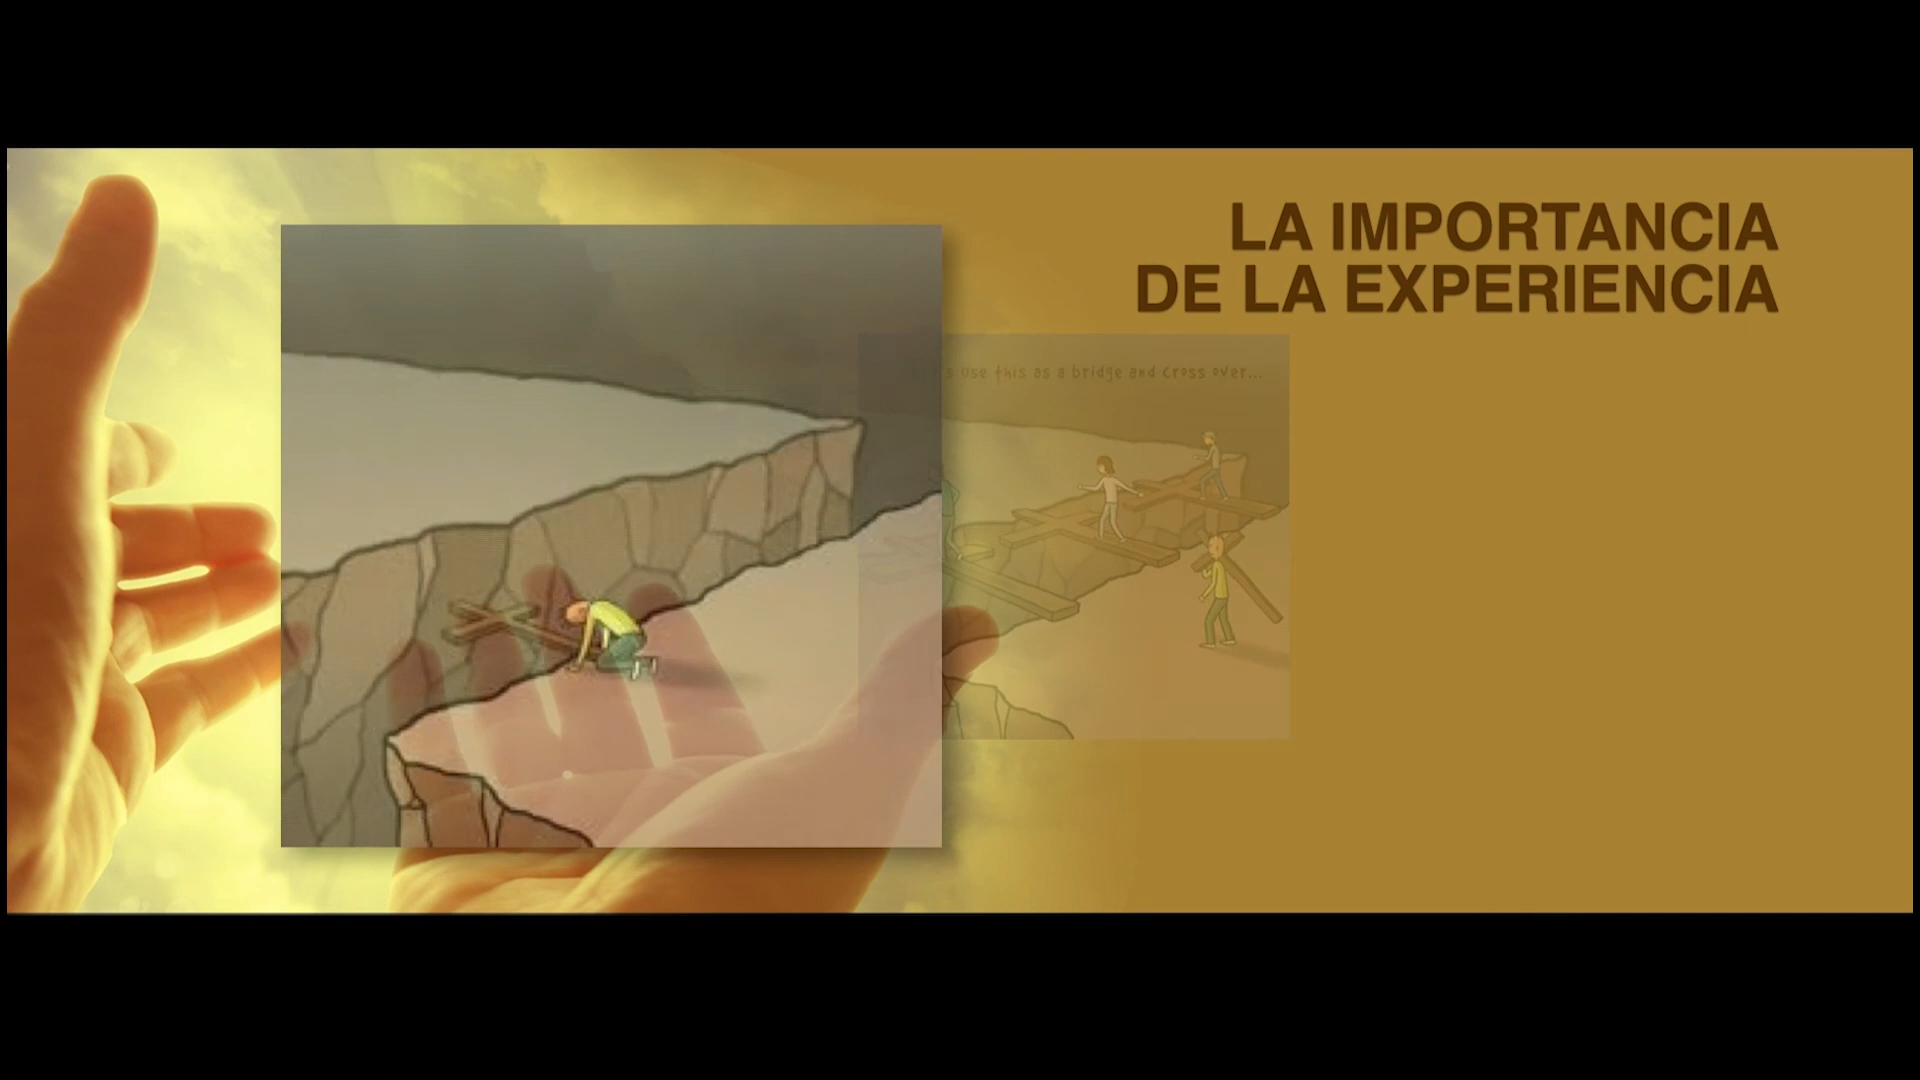 LA IMPORTANCIA
DE LA EXPERIENCIA
use this as a bridge and cross over...